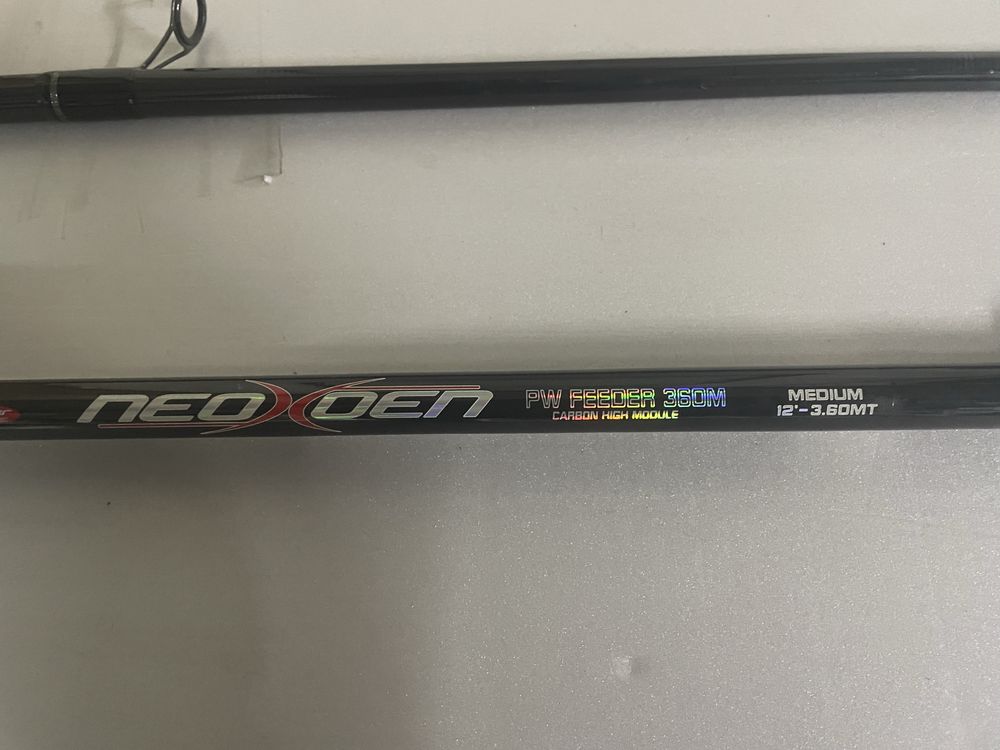 neoXoen
PW FEEDER 360M
CARBON HIGH MODULE
MEDIUM
12'-3.60MT